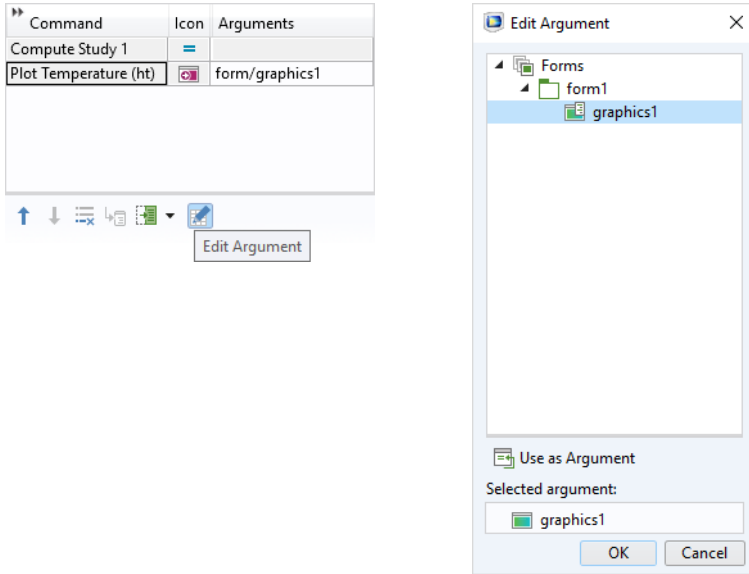 Command Icon Arguments
Compute Study 1 =
Plot Temperature (ht) form/graphics1
Edit Argument
Edit Argument
Forms
form1
graphics1
Use as Argument
Selected argument:
graphics1
OK Cancel